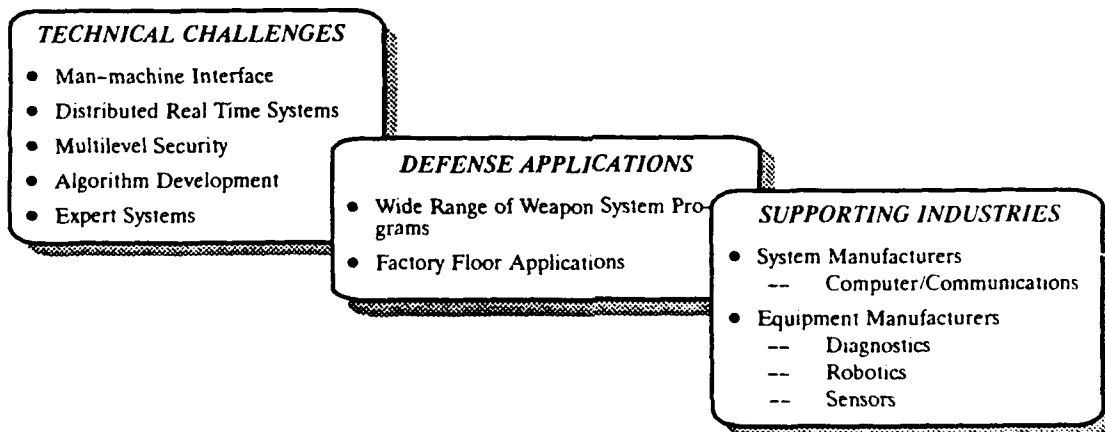 TECHNICAL CHALLENGES
• Man-machine Interface
• Distributed Real Time Systems
• Multilevel Security
• Algorithm Development
• Expert Systems
DEFENSE APPLICATIONS
• Wide Range of Weapon System Pro-
grams
• Factory Floor Applications
SUPPORTING INDUSTRIES
• System Manufacturers
-- Computer/Communications
• Equipment Manufacturers
-- Diagnostics
-- Robotics
-- Sensors